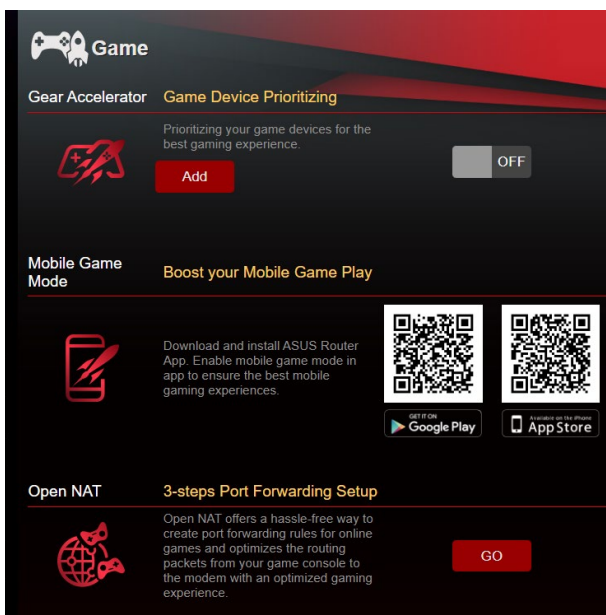 Game
Gear Accelerator
Game Device Prioritizing
Prioritizing your game devices for the
best gaming experience.
Add
OFF
Mobile Game
Mode
Boost your Mobile Game Play
Download and install ASUS Router
App. Enable mobile game mode in
app to ensure the best mobile
gaming experiences.
GET IT ON
Google Play
Available on the iPhone
App Store
Open NAT
3-steps Port Forwarding Setup
Open NAT offers a hassle-free way to
create port forwarding rules for online
games and optimizes the routing
packets from your game console to
the modem with an optimized gaming
experience.
GO